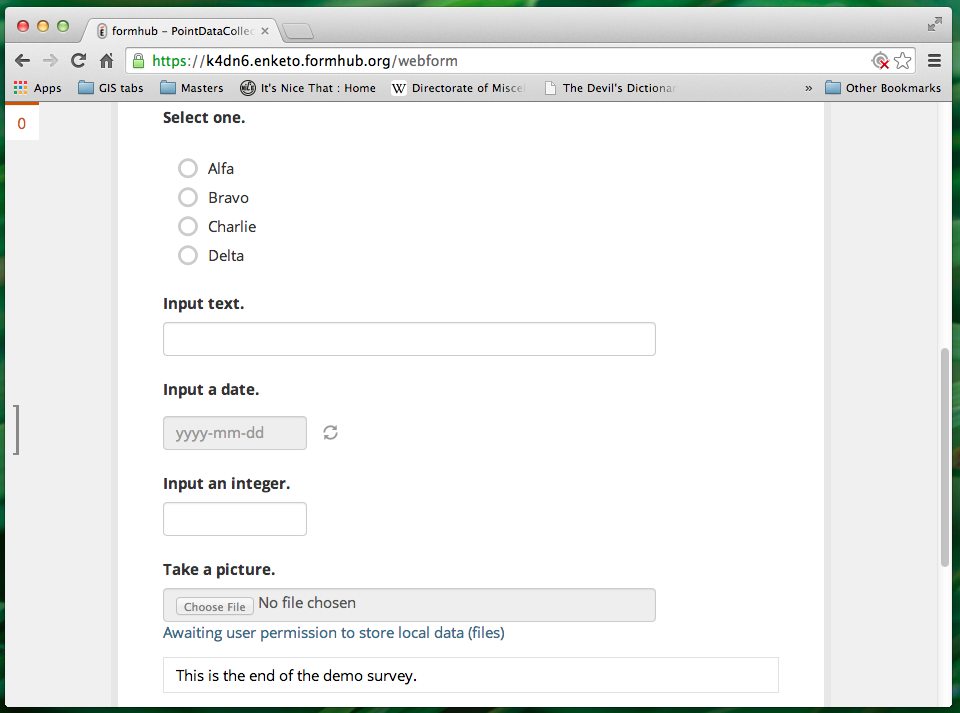 formhub – PointDataCollec
https://k4dn6.enketo.formhub.org/webform
Apps GIS tabs Masters It's Nice That : Home W Directorate of Miscel The Devil's Dictionar » Other Bookmarks
0
Select one.
Alfa
Bravo
Charlie
Delta
Input text.
Input a date.
yyyy-mm-dd
Input an integer.
Take a picture.
Choose File No file chosen
Awaiting user permission to store local data (files)
This is the end of the demo survey.